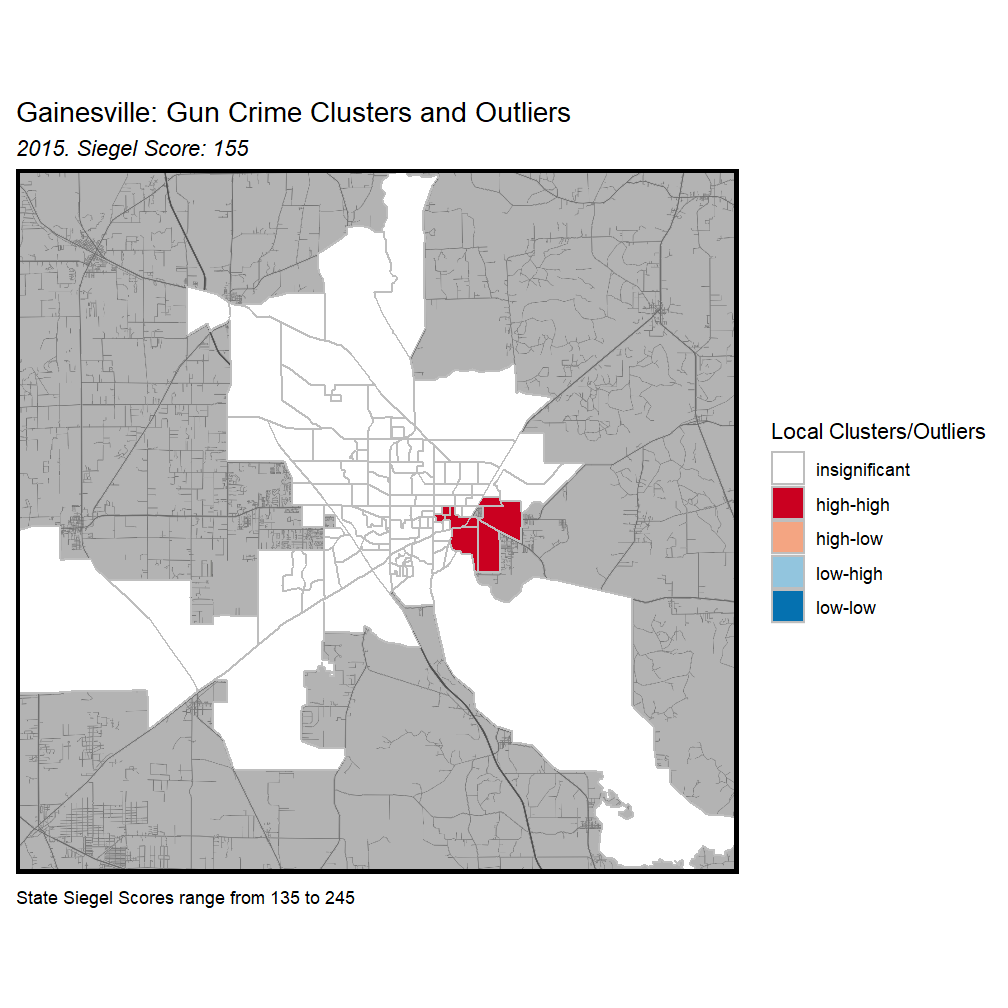 Gainesville: Gun Crime Clusters and Outliers
2015. Siegel Score: 155
Local Clusters/Outliers
insignificant
high-high
high-low
low-high
low-low
State Siegel Scores range from 135 to 245